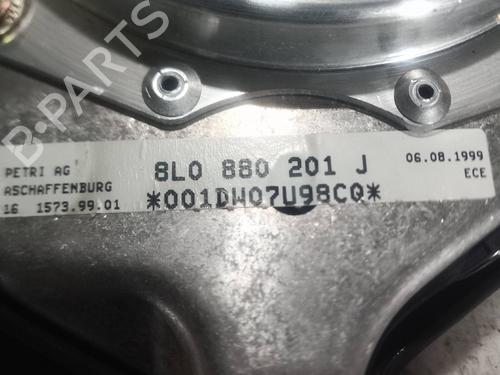 B-PARTS
PETRI AG
ASCHAFFENBURG
16 1573.99.01
8L0 880 201 J
*001DW07U98CQ*
06.08.1999
ECE